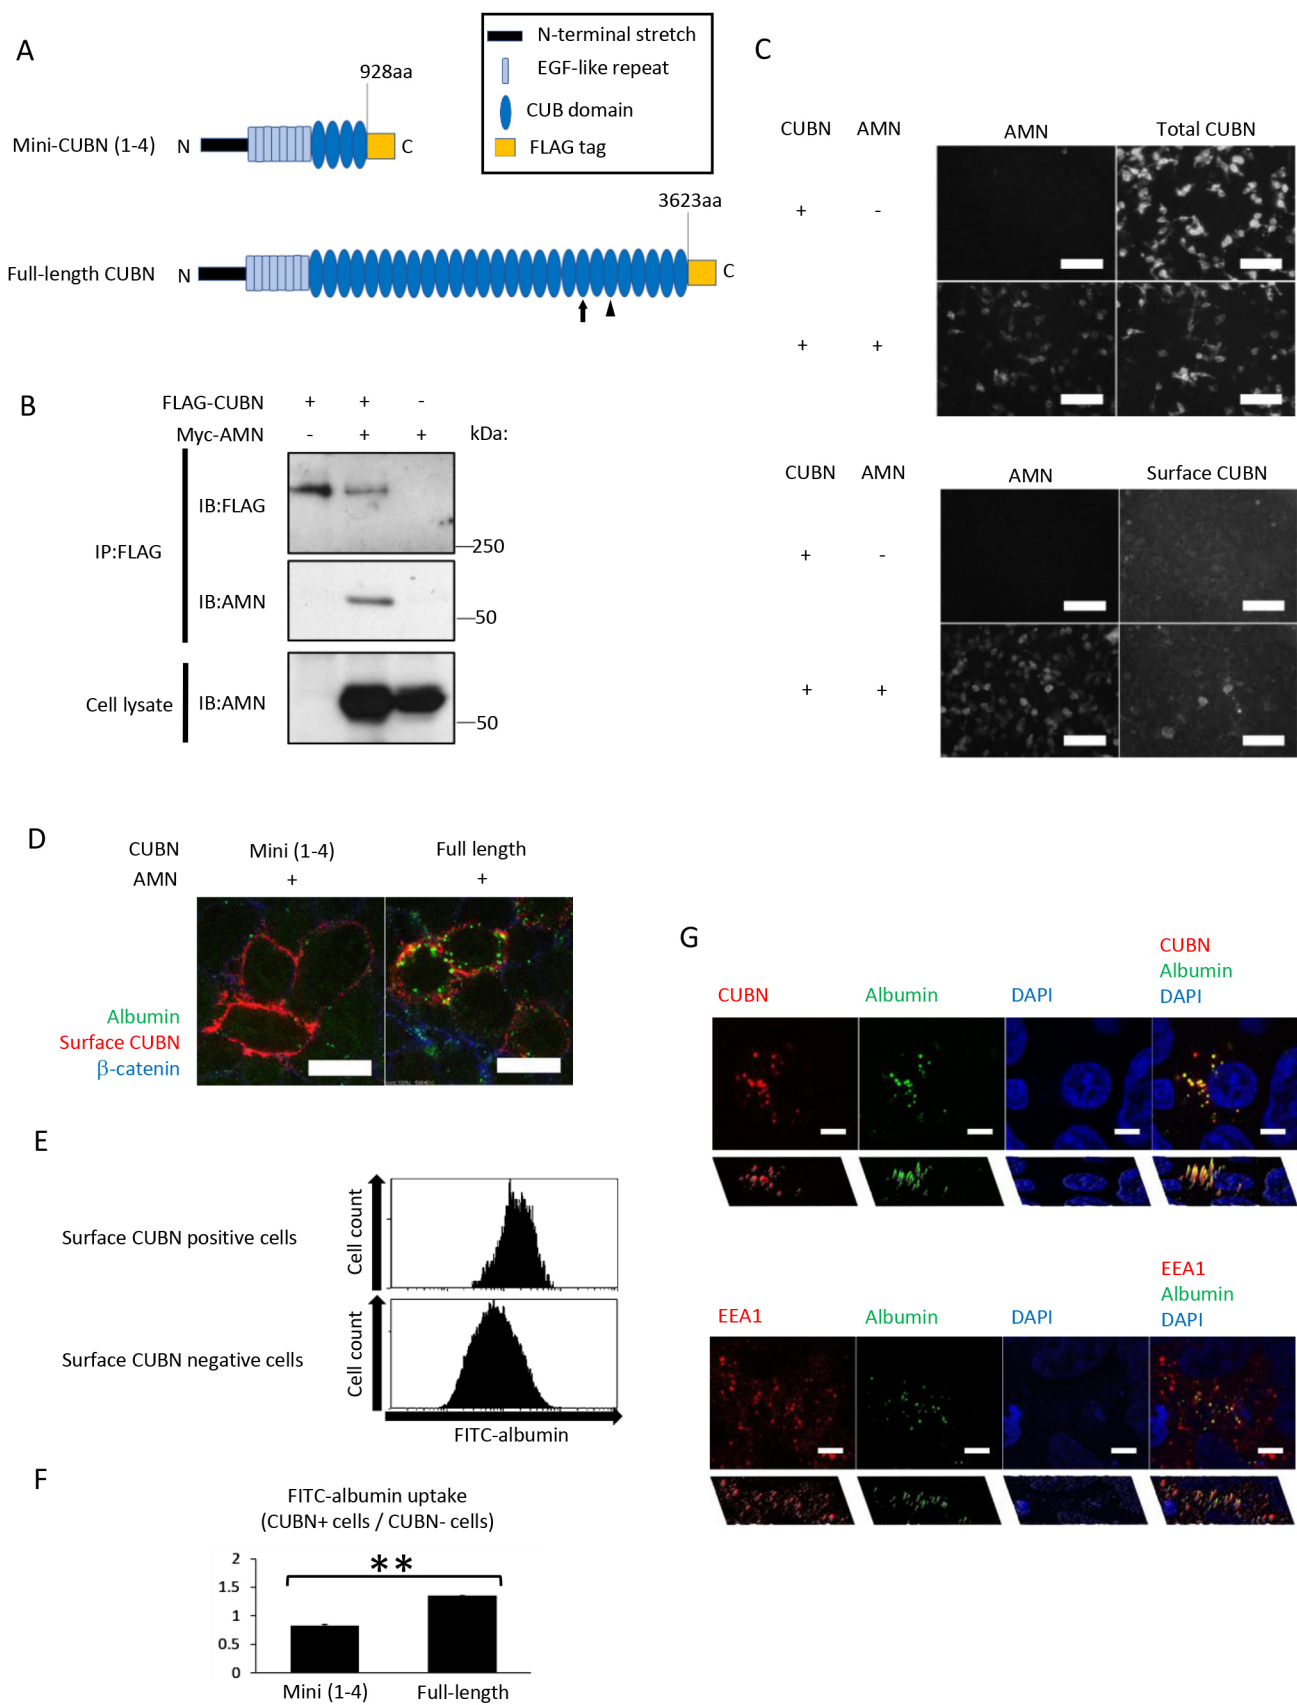 A
N-terminal stretch
EGF-like repeat
CUB domain
FLAG tag
928aa
Mini-CUBN (1-4)
N
C
3623aa
Full-length CUBN
N
C
B
FLAG-CUBN + + -
Myc-AMN - + + kDa:
IP:FLAG
IB:FLAG
250
IB:AMN
50
Cell lysate
IB:AMN
50
C
CUBN AMN
AMN Total CUBN
+ -
+ +
CUBN AMN
AMN Surface CUBN
+ -
+ +
D
CUBN Mini (1-4) Full length
AMN + +
Albumin
Surface CUBN
β-catenin
E
Surface CUBN positive cells
Cell count
Surface CUBN negative cells
Cell count
FITC-albumin
F
FITC-albumin uptake
(CUBN+ cells / CUBN- cells)
2
1.5
1
0.5
0
**
Mini (1-4) Full-length
G
CUBN
Albumin
DAPI
CUBN
Albumin
DAPI
EEA1
Albumin
DAPI
EEA1
Albumin
DAPI